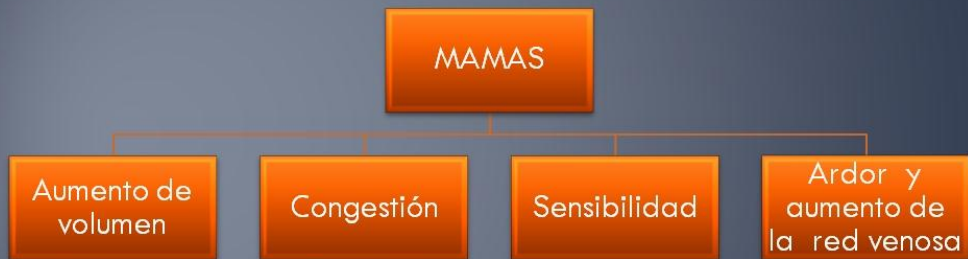 MAMAS
Aumento de
volumen
Congestión
Sensibilidad
Ardor y
aumento de
la red venosa